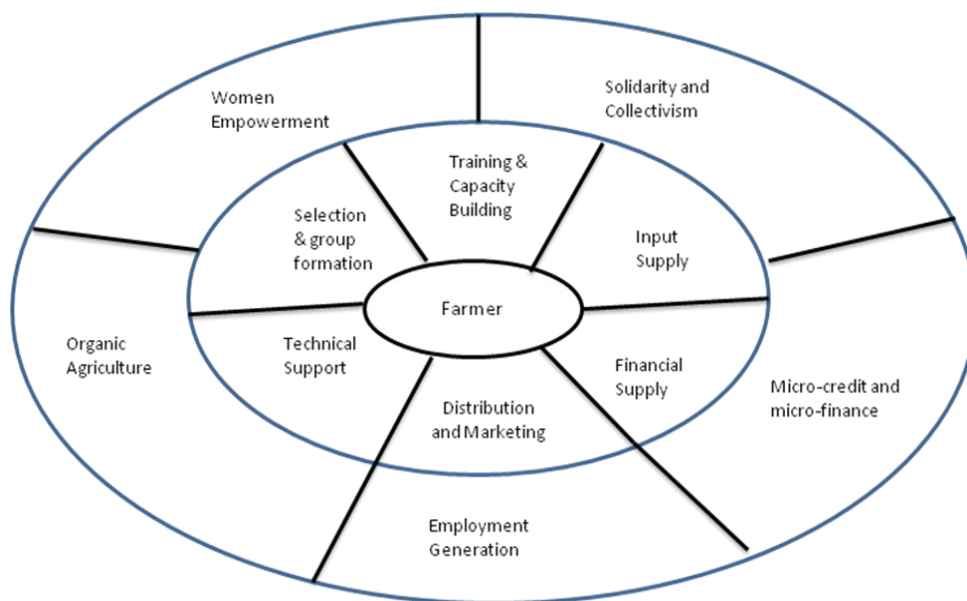 Women
Empowerment
Solidarity and
Collectivism
Training &
Capacity
Building
Selection
& group
formation
Input
Supply
Farmer
Organic
Agriculture
Technical
Support
Financial
Supply
Micro-credit and
micro-finance
Distribution
and Marketing
Employment
Generation